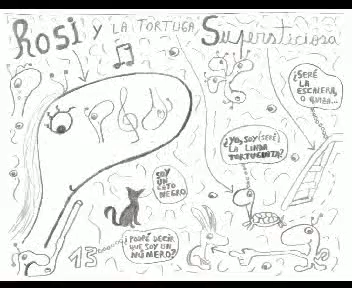 Rosi Y LA TORTUGA Supersticiosa
¿SERÉ
LA
ESCALERA,
O
¿YO, SOY (SERÉ)
LA LINDA
TORTUGUITA?
SOY
UN
GATO
NEGRO
13
¿PODRÉ DECIR
QUE SOY UN
NÚMERO?